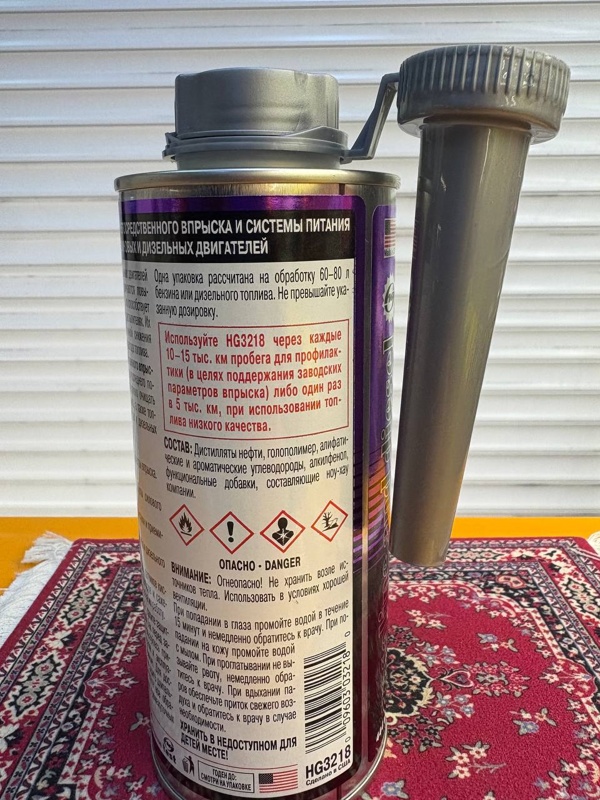 СРЕДСТВЕННОГО ВПРЫСКА И СИСТЕМЫ ПИТАНИЯ
ВЫХ И ДИЗЕЛЬНЫХ ДВИГАТЕЛЕЙ
Одна упаковка рассчитана на обработку 60–80 л
бензина или дизельного топлива. Не превышайте ука-
занную дозировку.
Используйте HG3218 через каждые
10–15 тыс. км пробега для профилак-
тики (в целях поддержания заводских
параметров впрыска) либо один раз
в 5 тыс. км, при использовании топ-
лива низкого качества.
СОСТАВ: Дистилляты нефти, голополимер, алифати-
ческие и ароматические углеводороды, алкилфенол,
функциональные добавки, составляющие ноу-хау
компании.
ОПАСНО - DANGER
ВНИМАНИЕ: Огнеопасно! Не хранить возле ис-
точников тепла. Использовать в условиях хорошей
вентиляции.
При попадании в глаза промойте водой в течение
15 минут и немедленно обратитесь к врачу. При по-
падании на кожу промойте водой
с мылом. При проглатывании не вы-
зывайте рвоту, немедленно обра-
титесь к врачу. При вдыхании па-
ров обеспечьте приток свежего воз-
духа и обратитесь к врачу в случае
необходимости.
ХРАНИТЬ В НЕДОСТУПНОМ ДЛЯ
ДЕТЕЙ МЕСТЕ!
ГОДЕН ДО:
СМОТРИ НА УПАКОВКЕ
0 09603 03218 0
HG3218
Сделано в США